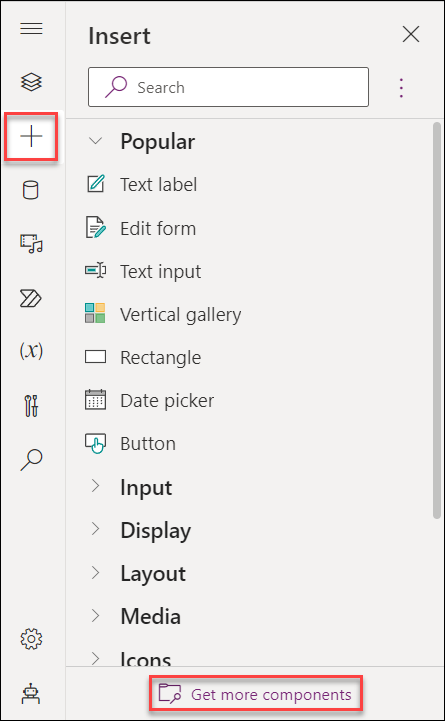 Insert
Search
Popular
Text label
Edit form
Text input
Vertical gallery
Rectangle
Date picker
(x)
Button
Input
Display
Layout
Media
Icons
Get more components